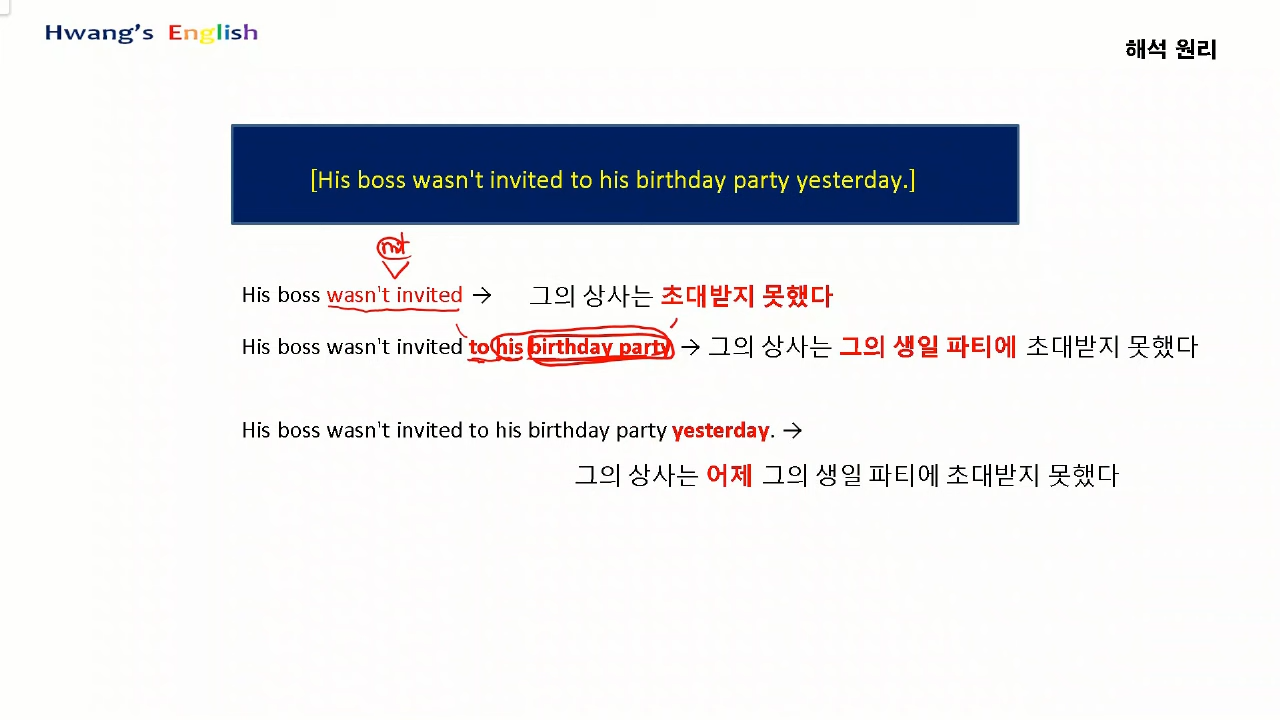 Hwang's English
해석 원리
[His boss wasn't invited to his birthday party yesterday.]
not
His boss wasn't invited → 그의 상사는 초대받지 못했다
His boss wasn't invited to his birthday party → 그의 상사는 그의 생일 파티에 초대받지 못했다
His boss wasn't invited to his birthday party yesterday. →
그의 상사는 어제 그의 생일 파티에 초대받지 못했다